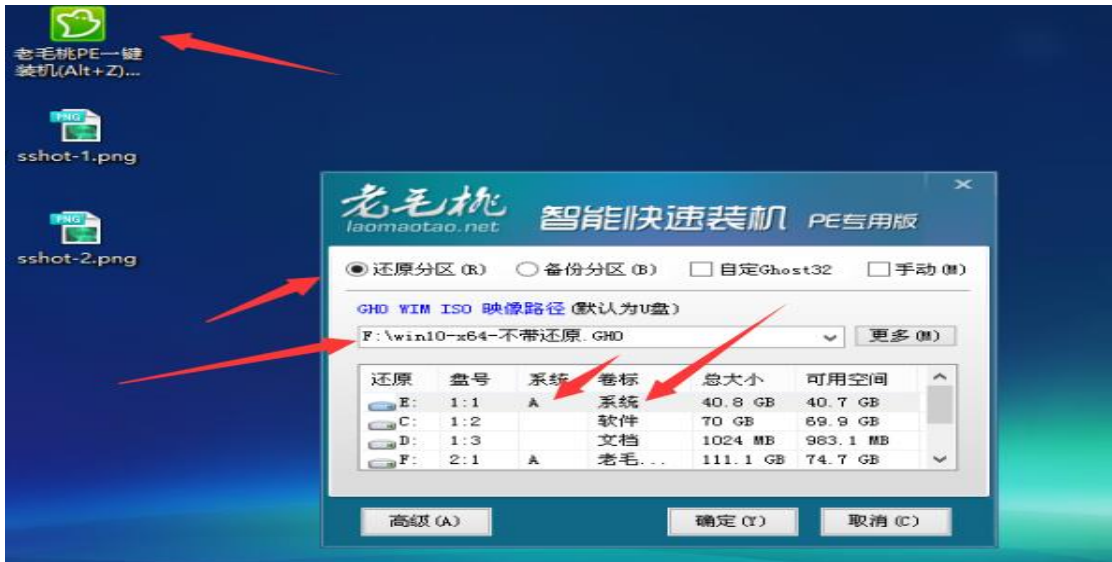 老毛桃PE一键
装机(Alt+Z)...
PNG
sshot-1.png
PNG
sshot-2.png
老毛桃
laomaotao.net
智能快速装机 PE专用版
还原分区(R) 备份分区(B) 自定Ghost32 手动(M)
GHO WIM ISO 映像路径(默认为U盘)
F:\win10-x64-不带还原.GHO 更多(M)
还原 盘号 系统 卷标 总大小 可用空间
E: 1:1 A 系统 40.8 GB 40.7 GB
C: 1:2 软件 70 GB 69.9 GB
D: 1:3 文档 1024 MB 983.1 MB
F: 2:1 A 老毛... 111.1 GB 74.7 GB
高级(A) 确定(Y) 取消(C)